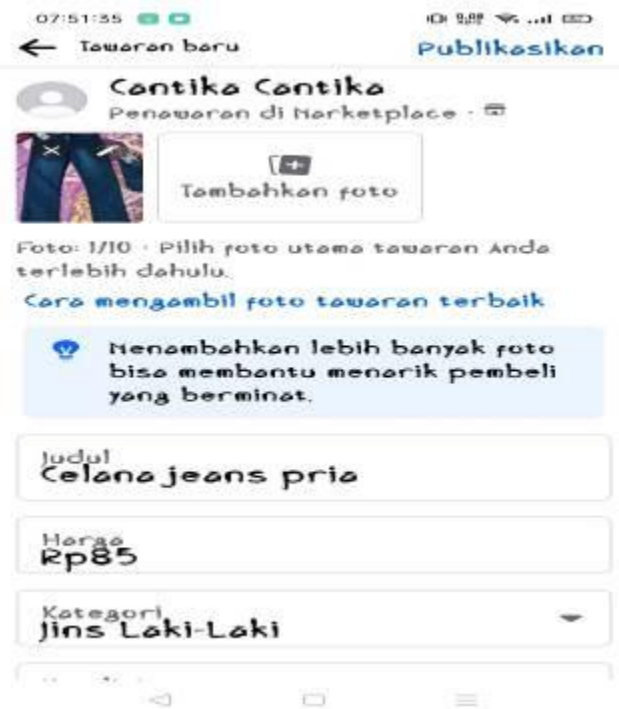 07:51:35
Tawaran baru
Publikasikan
Cantika Cantika
Penawaran di Marketplace ·
Tambahkan foto
Foto: 1/10 · Pilih foto utama tawaran Anda
terlebih dahulu.
Cara mengambil foto tawaran terbaik
Menambahkan lebih banyak foto
bisa membantu menarik pembeli
yang berminat.
Judul
Celana jeans pria
Harga
Rp85
Kategori
Jins Laki-Laki